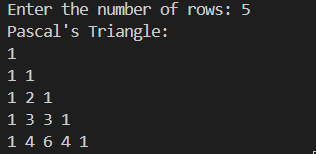 Enter the number of rows: 5
Pascal's Triangle:
1
1 1
1 2 1
1 3 3 1
1 4 6 4 1